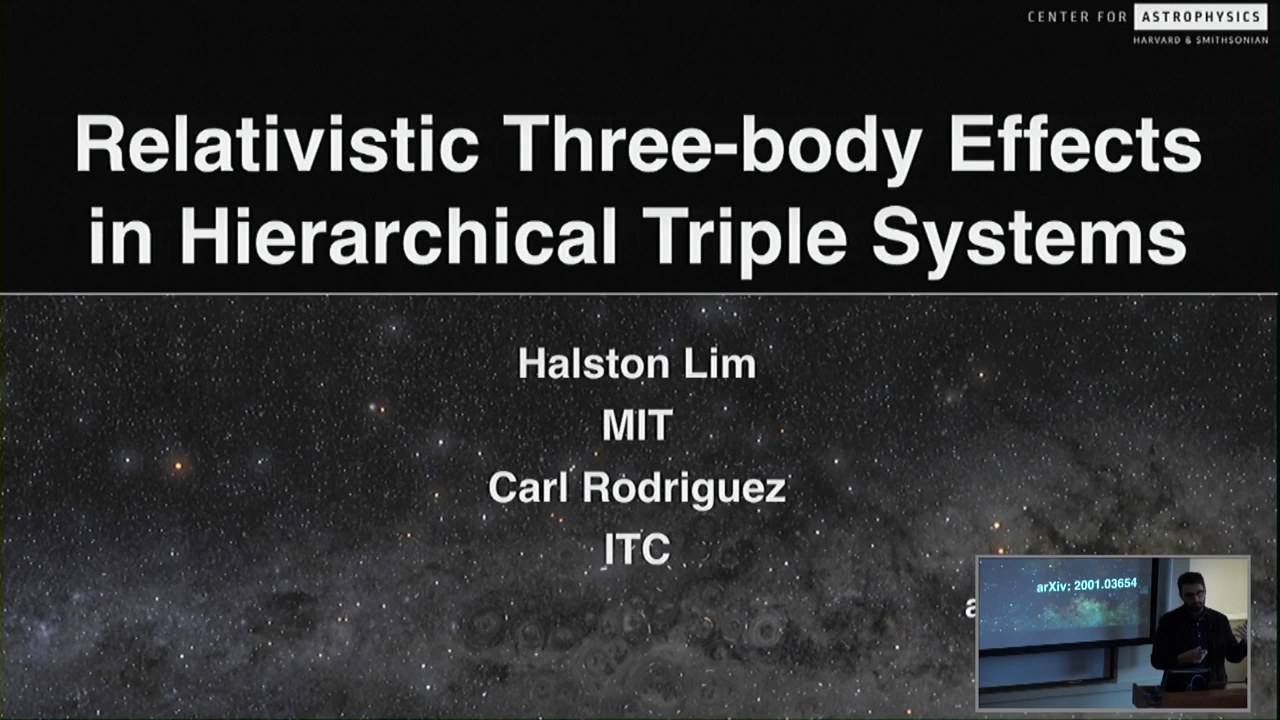 CENTER FOR ASTROPHYSICS
HARVARD & SMITHSONIAN
Relativistic Three-body Effects
in Hierarchical Triple Systems
Halston Lim
MIT
Carl Rodriguez
ITC
a
arXiv: 2001.03654